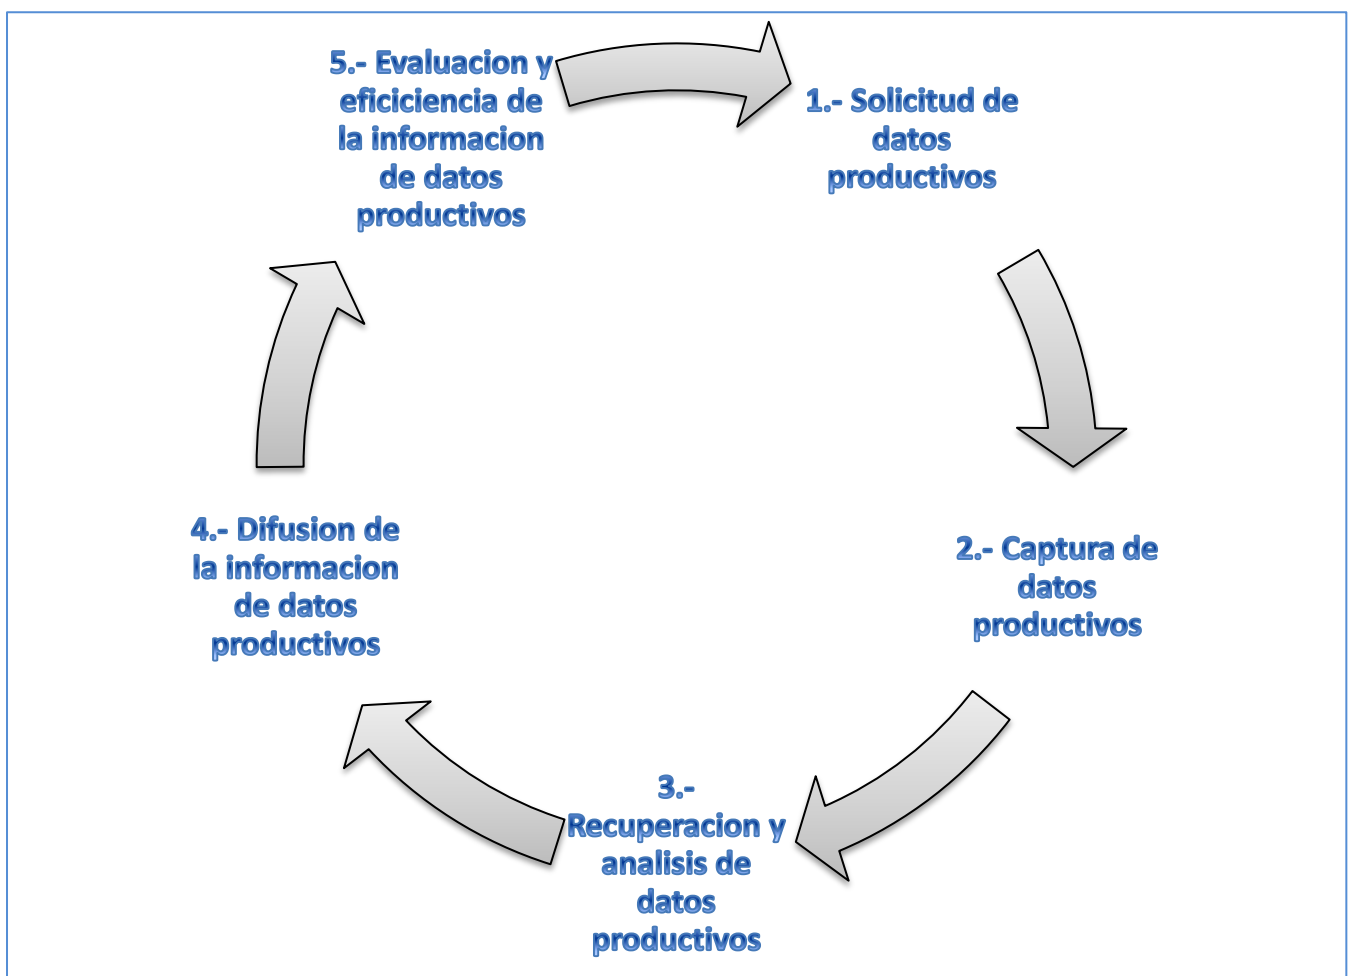 1.- Solicitud de
datos
productivos
2.- Captura de
datos
productivos
3.-
Recuperacion y
analisis de
datos
productivos
4.- Difusion de
la informacion
de datos
productivos
5.- Evaluacion y
eficiciencia de
la informacion
de datos
productivos